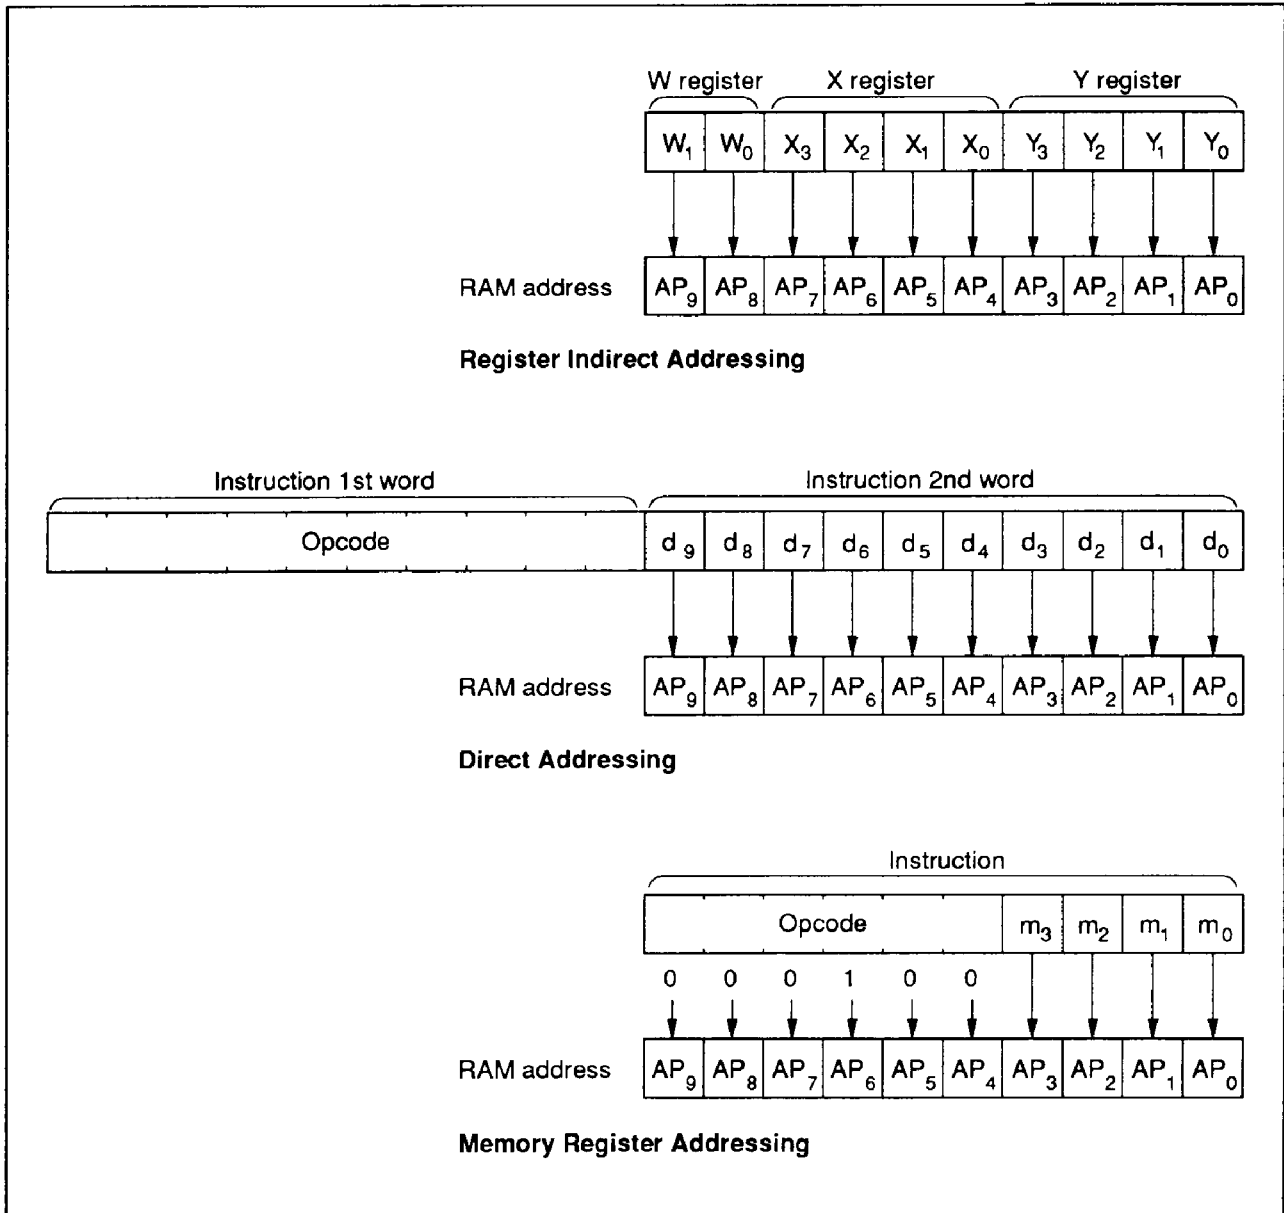 W register X register Y register
W1 W0 X3 X2 X1 X0 Y3 Y2 Y1 Y0
RAM address AP9 AP8 AP7 AP6 AP5 AP4 AP3 AP2 AP1 AP0
Register Indirect Addressing
Instruction 1st word Instruction 2nd word
Opcode d9 d8 d7 d6 d5 d4 d3 d2 d1 d0
RAM address AP9 AP8 AP7 AP6 AP5 AP4 AP3 AP2 AP1 AP0
Direct Addressing
Instruction
Opcode m3 m2 m1 m0
0 0 0 1 0 0
RAM address AP9 AP8 AP7 AP6 AP5 AP4 AP3 AP2 AP1 AP0
Memory Register Addressing